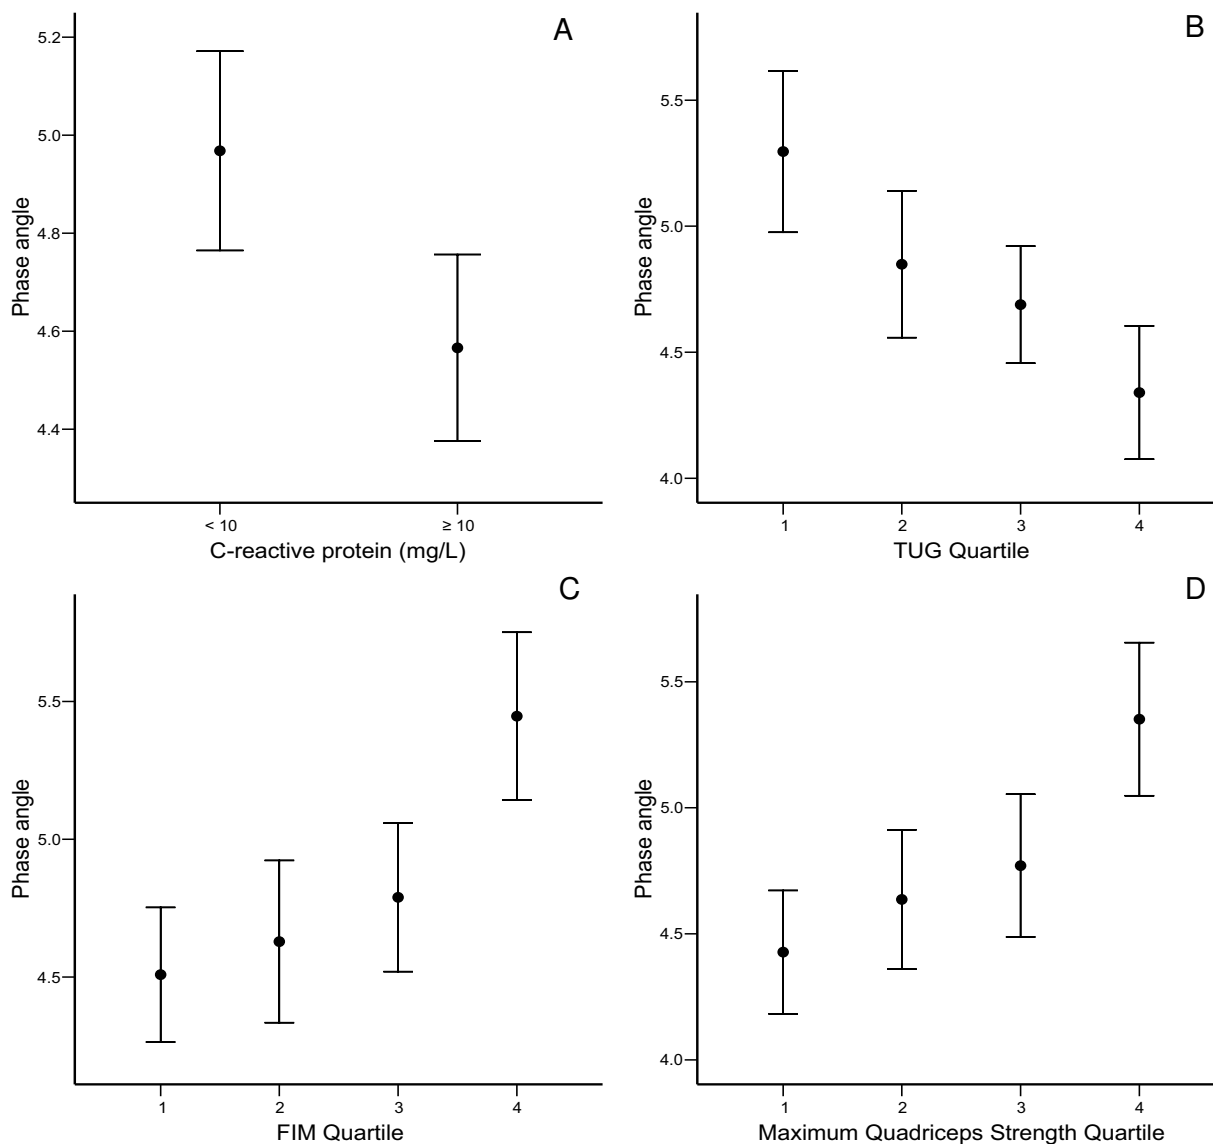 A
5.2
5.0
4.8
4.6
4.4
Phase angle
< 10
≥ 10
C-reactive protein (mg/L)
B
5.5
5.0
4.5
4.0
Phase angle
1 2 3 4
TUG Quartile
C
5.5
5.0
4.5
Phase angle
1 2 3 4
FIM Quartile
D
5.5
5.0
4.5
4.0
Phase angle
1 2 3 4
Maximum Quadriceps Strength Quartile